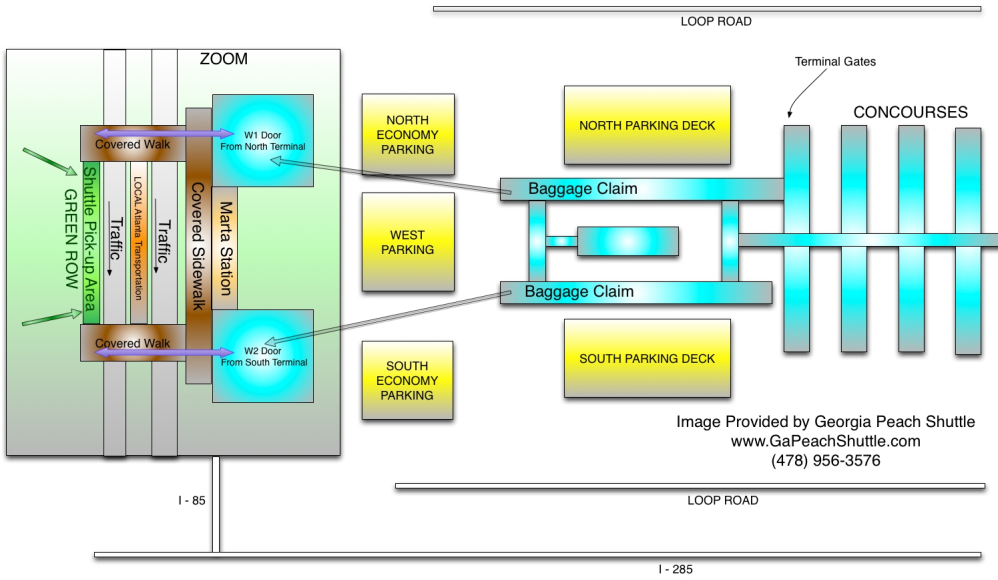 LOOP ROAD
ZOOM
Terminal Gates
CONCOURSES
NORTH
ECONOMY
PARKING
NORTH PARKING DECK
W1 Door
From North Terminal
Covered Walk
Baggage Claim
Shuttle Pick-up Area
GREEN ROW
Traffic
LOCAL Atlanta Transportation
Traffic
Covered Sidewalk
Marta Station
WEST
PARKING
Baggage Claim
Covered Walk
W2 Door
From South Terminal
SOUTH
ECONOMY
PARKING
SOUTH PARKING DECK
Image Provided by Georgia Peach Shuttle
www.GaPeachShuttle.com
(478) 956-3576
I - 85
LOOP ROAD
I - 285